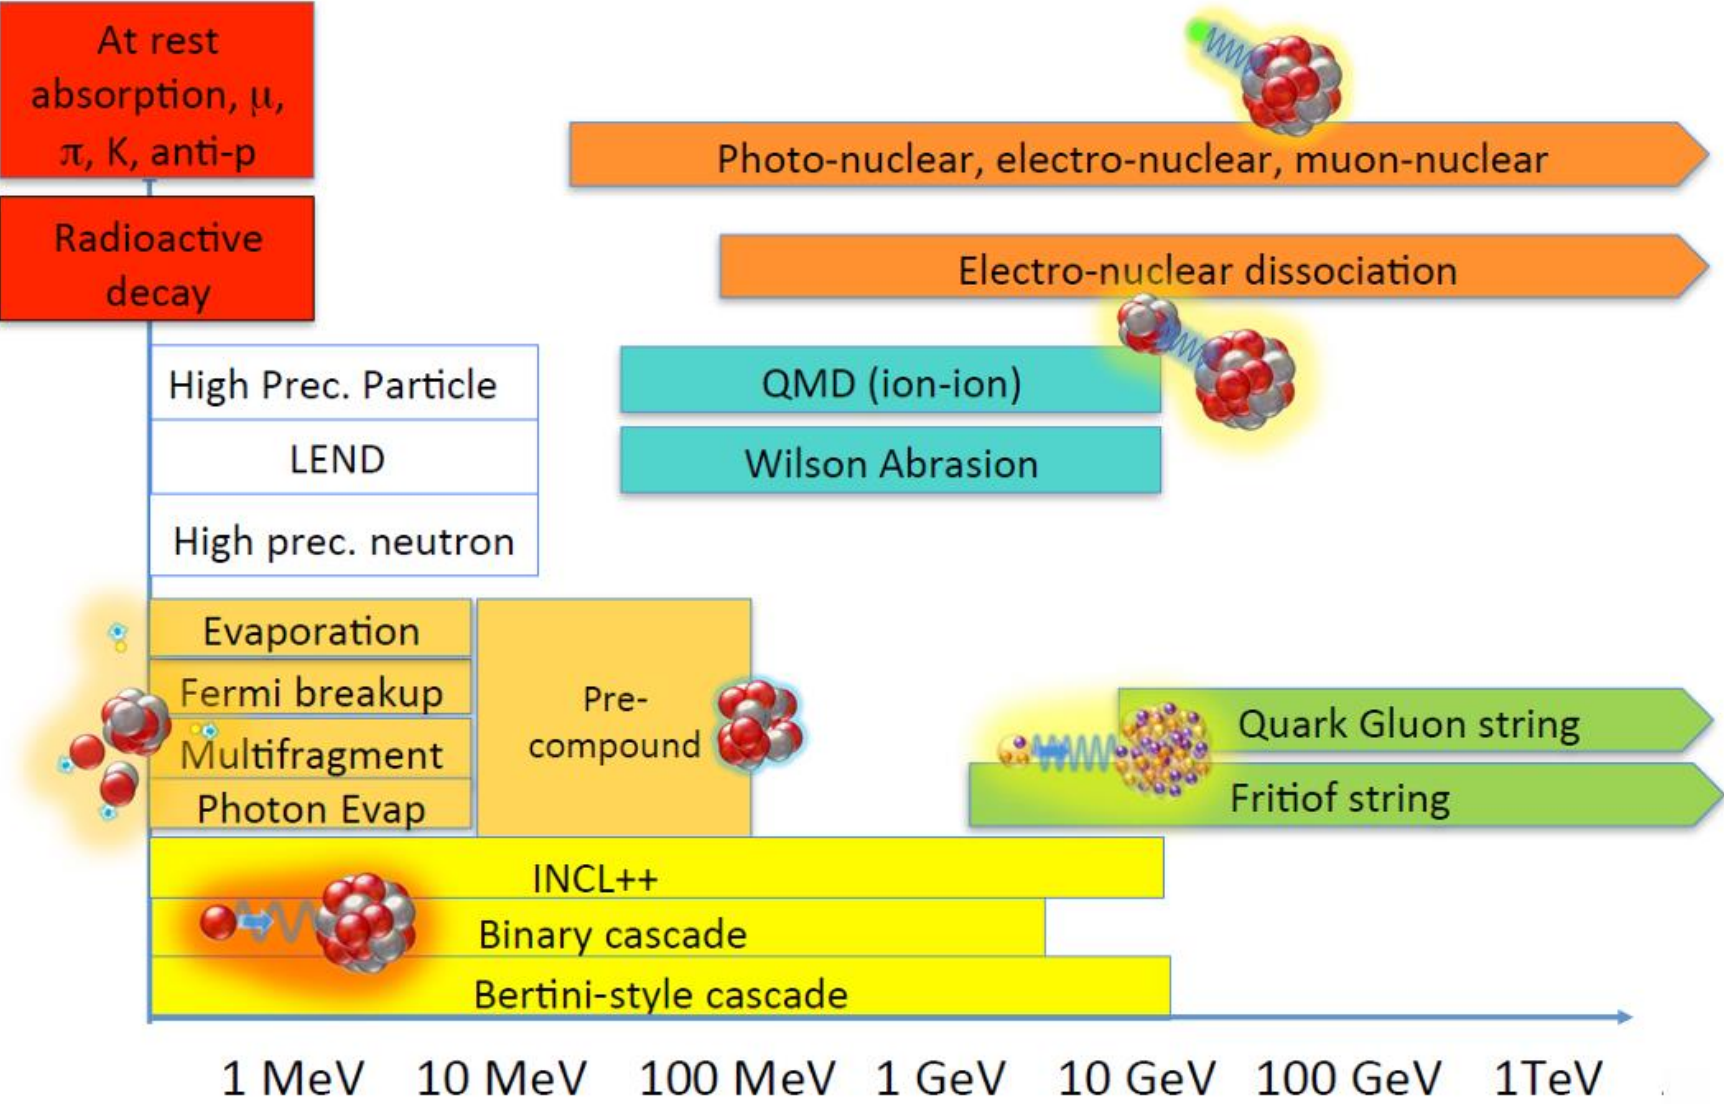 At rest
absorption, μ,
π, K, anti-p
Radioactive
decay
Photo-nuclear, electro-nuclear, muon-nuclear
Electro-nuclear dissociation
High Prec. Particle
LEND
High prec. neutron
QMD (ion-ion)
Wilson Abrasion
Evaporation
Fermi breakup
Multifragment
Photon Evap
Pre-
compound
Quark Gluon string
Fritiof string
INCL++
Binary cascade
Bertini-style cascade
1 MeV 10 MeV 100 MeV 1 GeV 10 GeV 100 GeV 1TeV